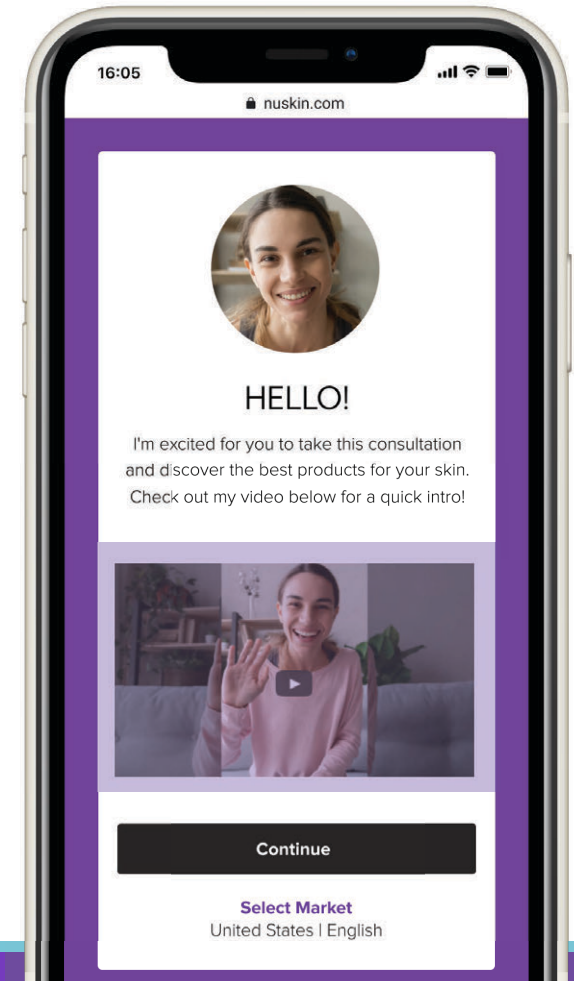 16:05
nuskin.com
HELLO!
I'm excited for you to take this consultation
and discover the best products for your skin.
Check out my video below for a quick intro!
Continue
Select Market
United States | English